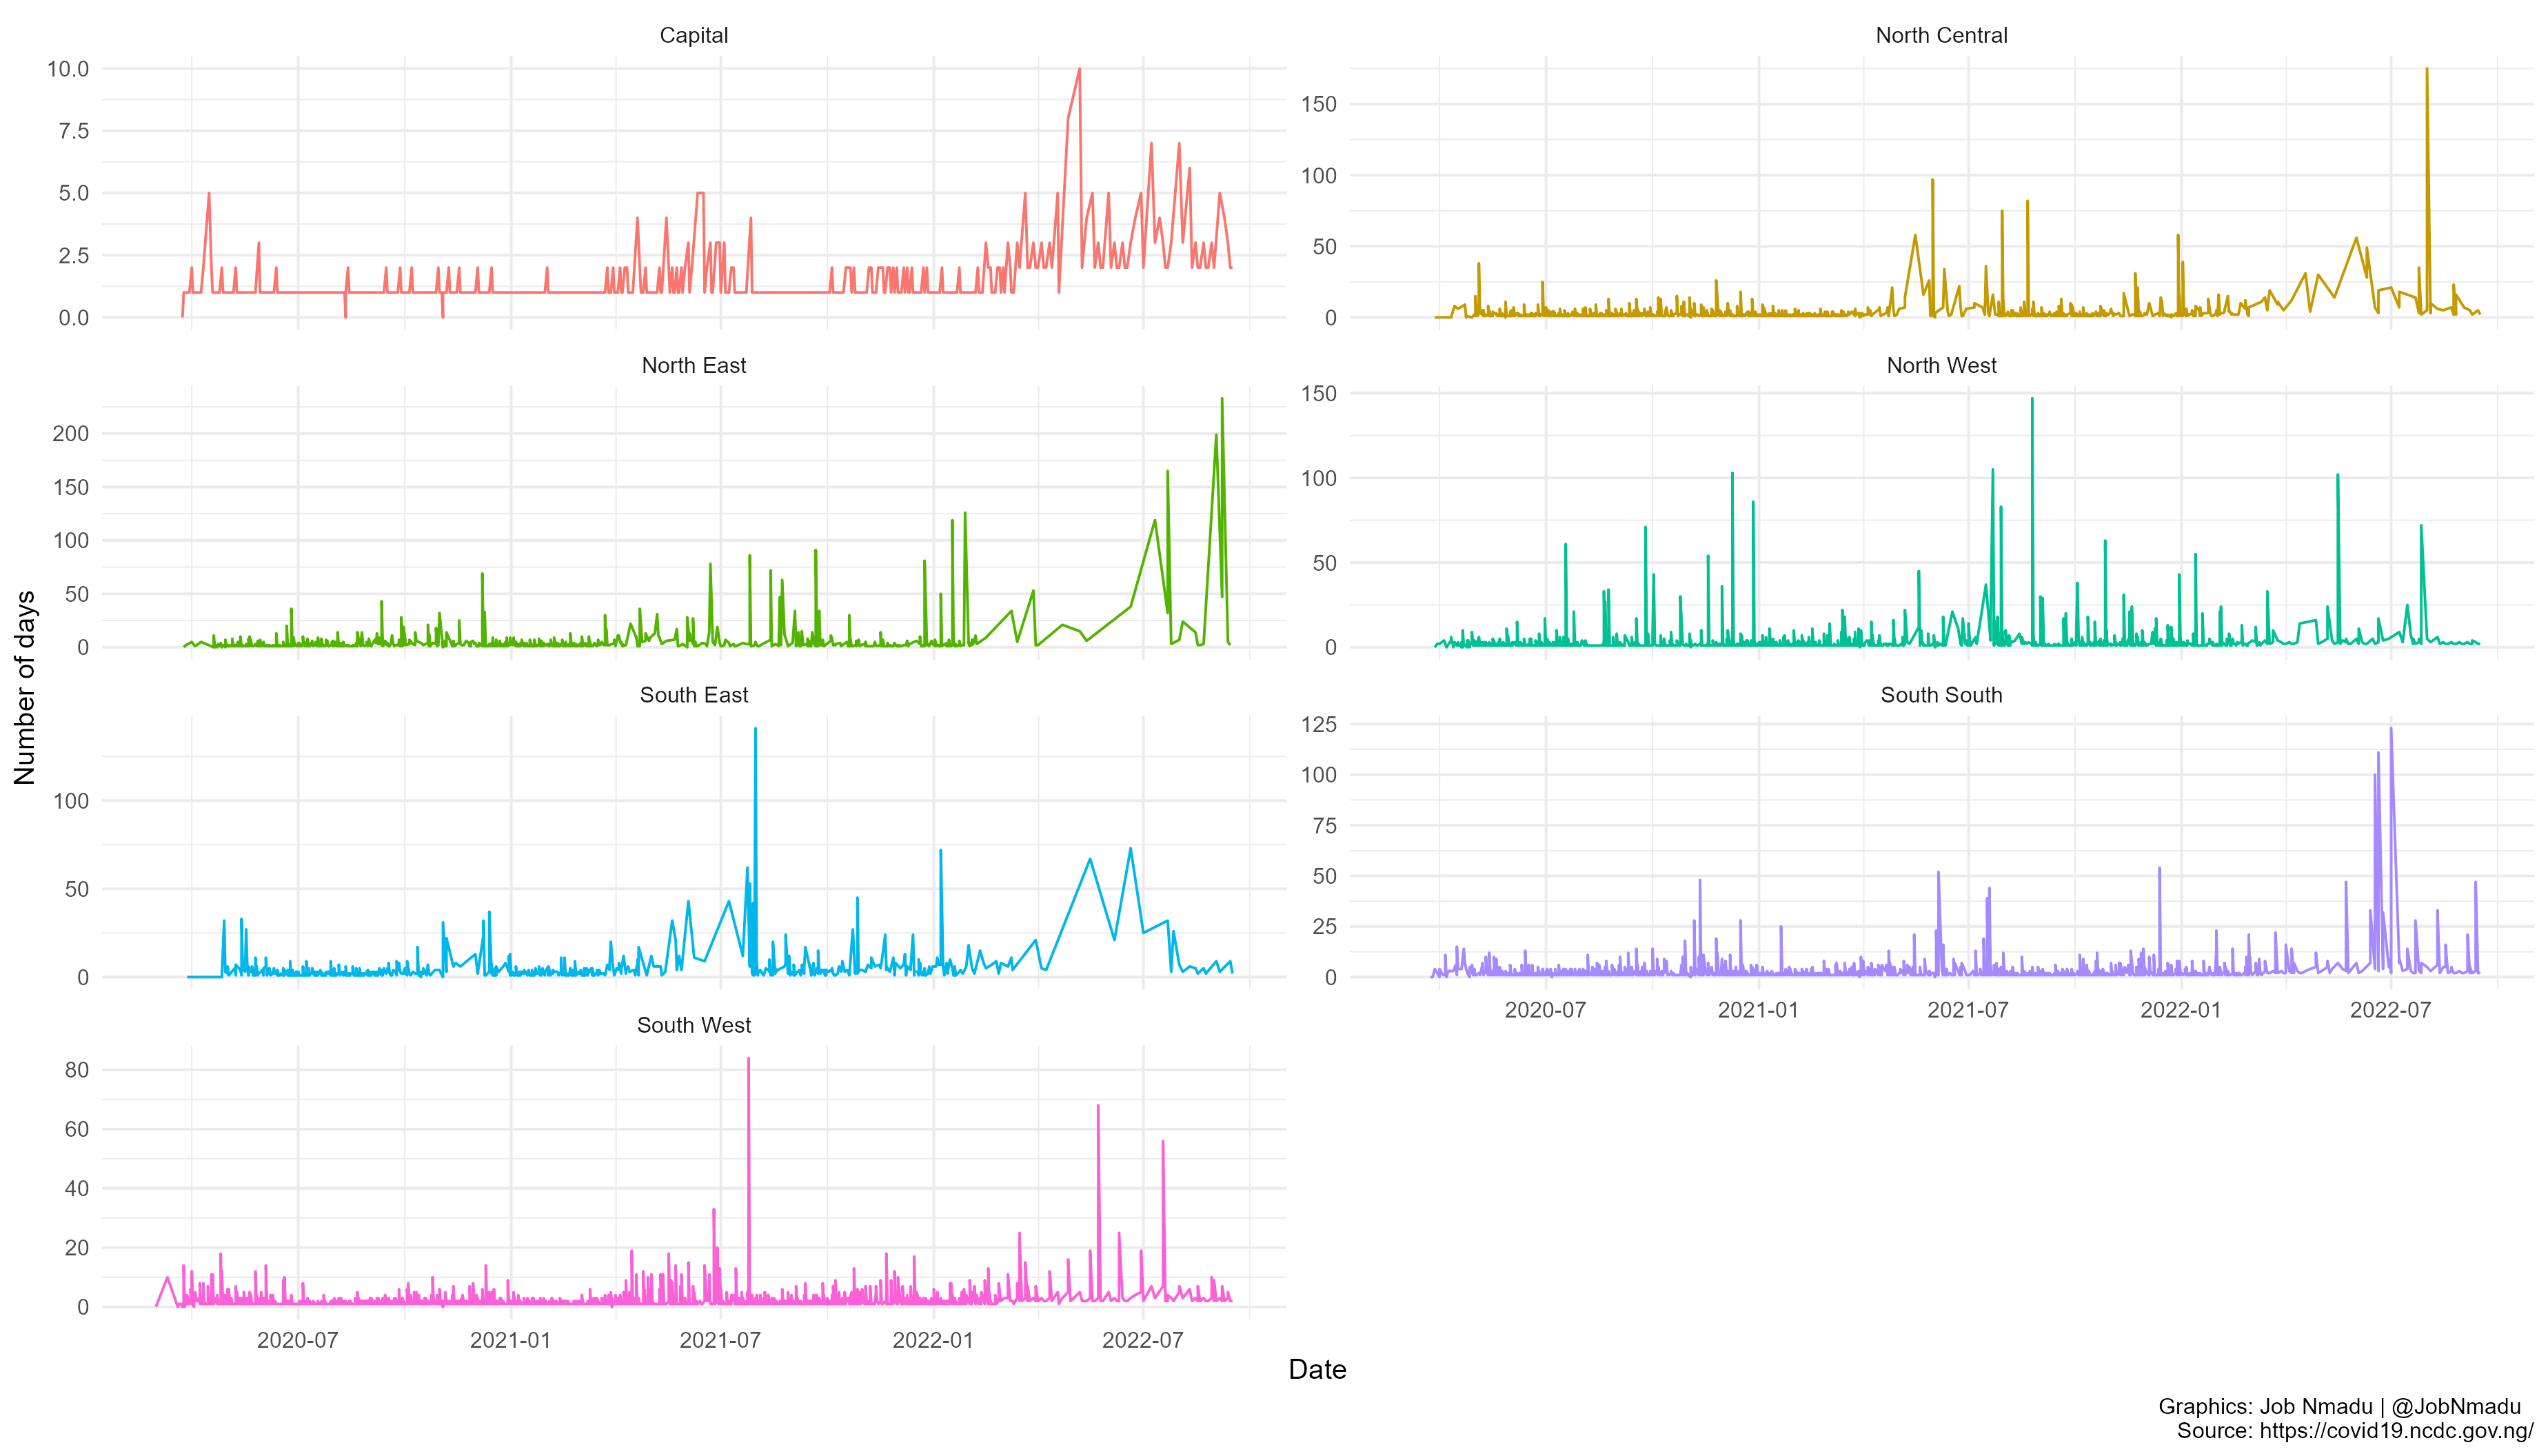 Capital
North Central
10.0
7.5
5.0
2.5
0.0
150
100
50
0
North East
North West
200
150
100
50
0
150
100
50
0
South East
South South
100
50
0
125
100
75
50
25
0
2020-07 2021-01 2021-07 2022-01 2022-07
South West
80
60
40
20
0
2020-07 2021-01 2021-07 2022-01 2022-07
Number of days
Date
Graphics: Job Nmadu | @JobNmadu
Source: https://covid19.ncdc.gov.ng/